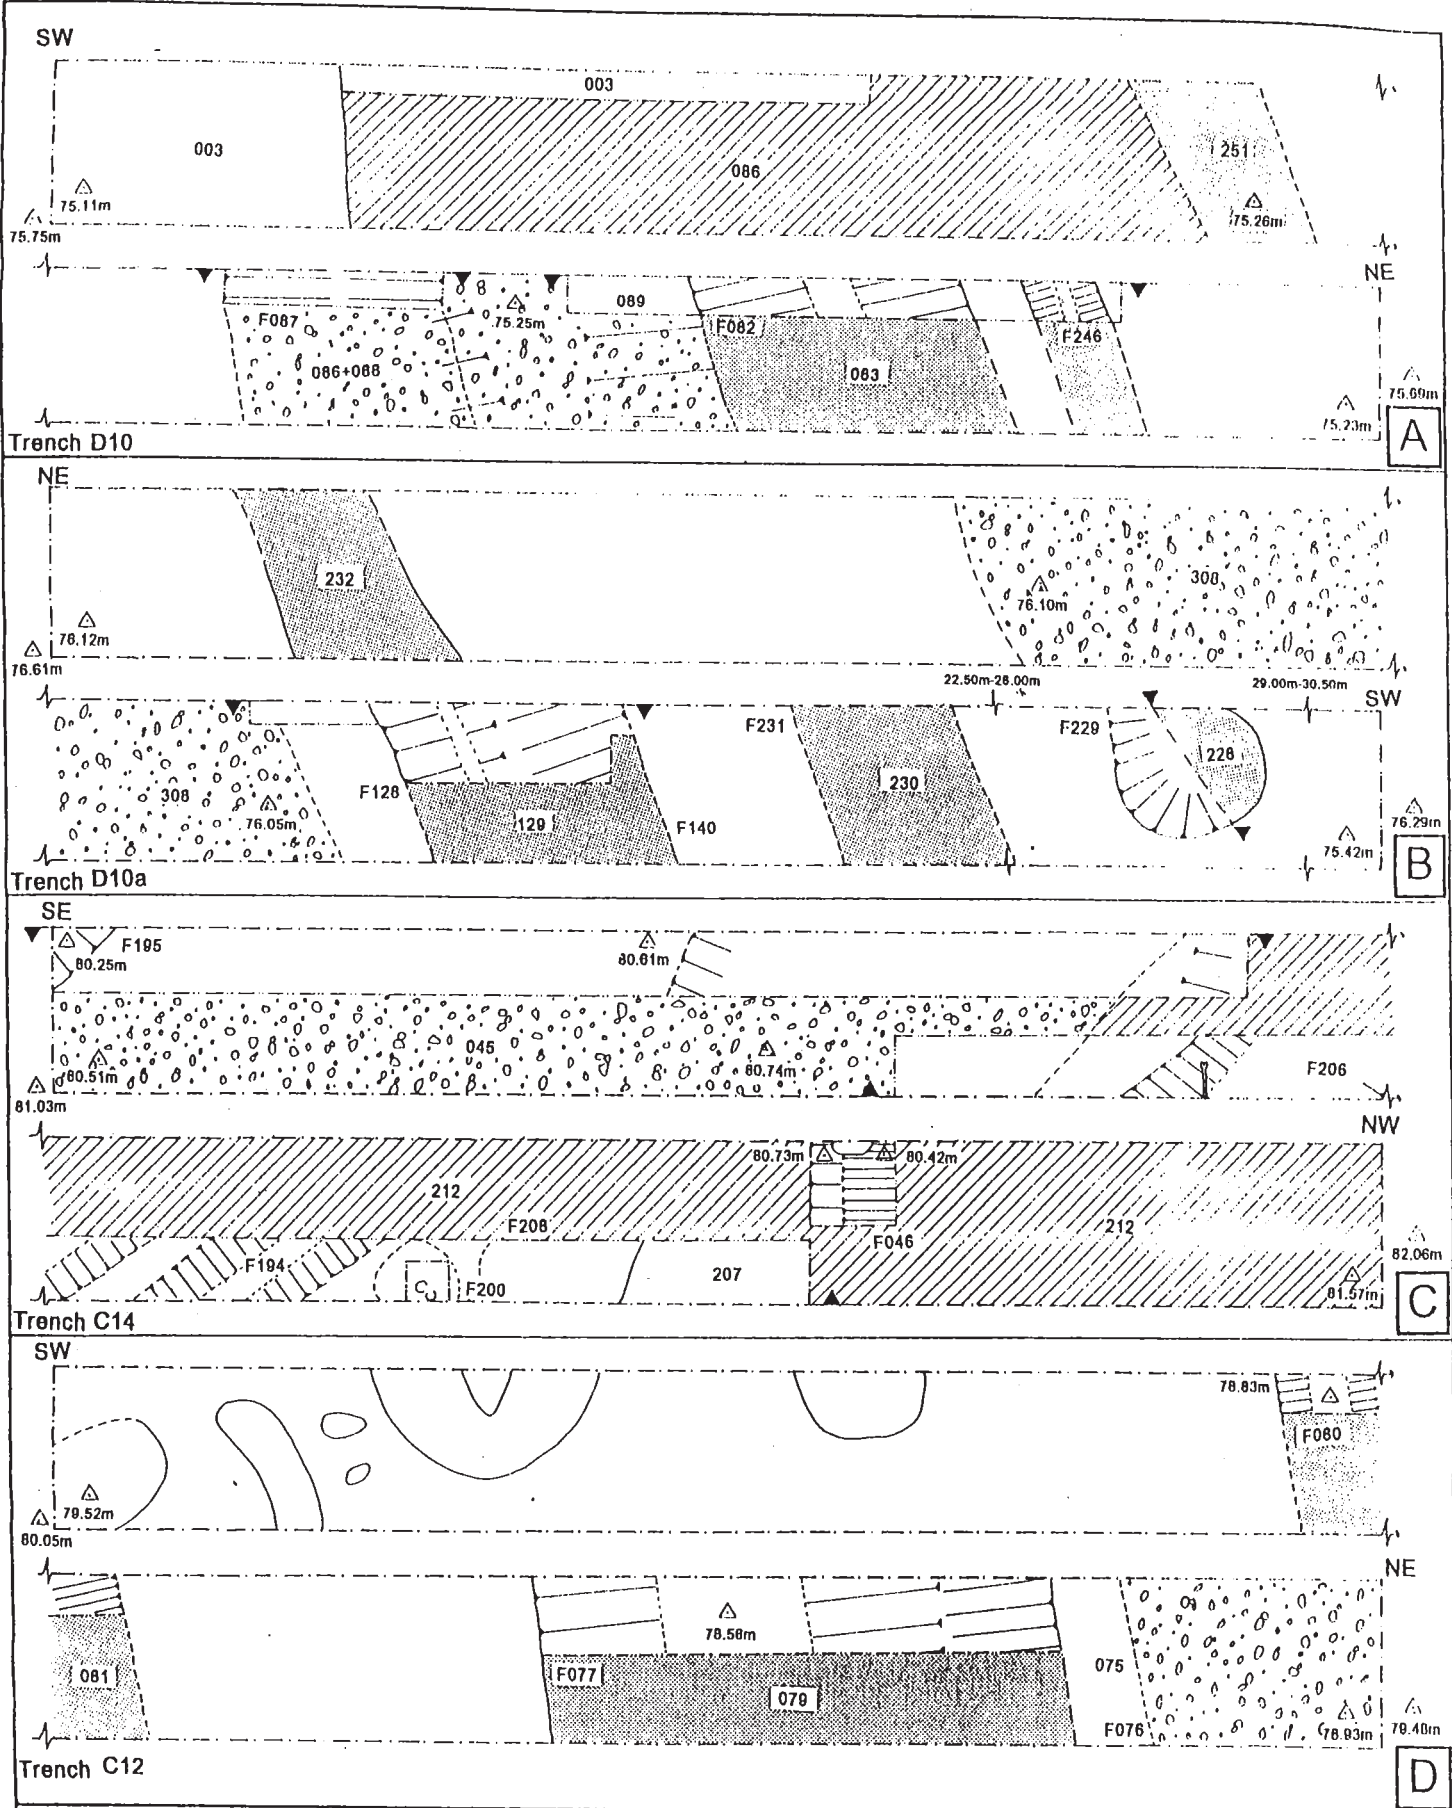 SW
003
003
086
251
75.11m
75.26m
75.75m
NE
089
75.25m
F087
F082
F246
086+088
083
75.69m
75.23m
A
Trench D10
NE
232
308
76.10m
76.12m
76.61m
22.50m-28.00m
29.00m-30.50m
SW
F231
F229
228
230
308
F128
76.05m
129
F140
76.29m
75.42m
B
Trench D10a
SE
F195
80.25m
80.61m
045
80.51m
80.74m
F206
81.03m
NW
80.73m
80.42m
212
F208
212
F046
82.06m
F194
207
F200
81.57m
C
Trench C14
SW
78.83m
F080
79.52m
80.05m
NE
78.58m
081
F077
079
075
F076
78.93m
79.48m
Trench C12
D